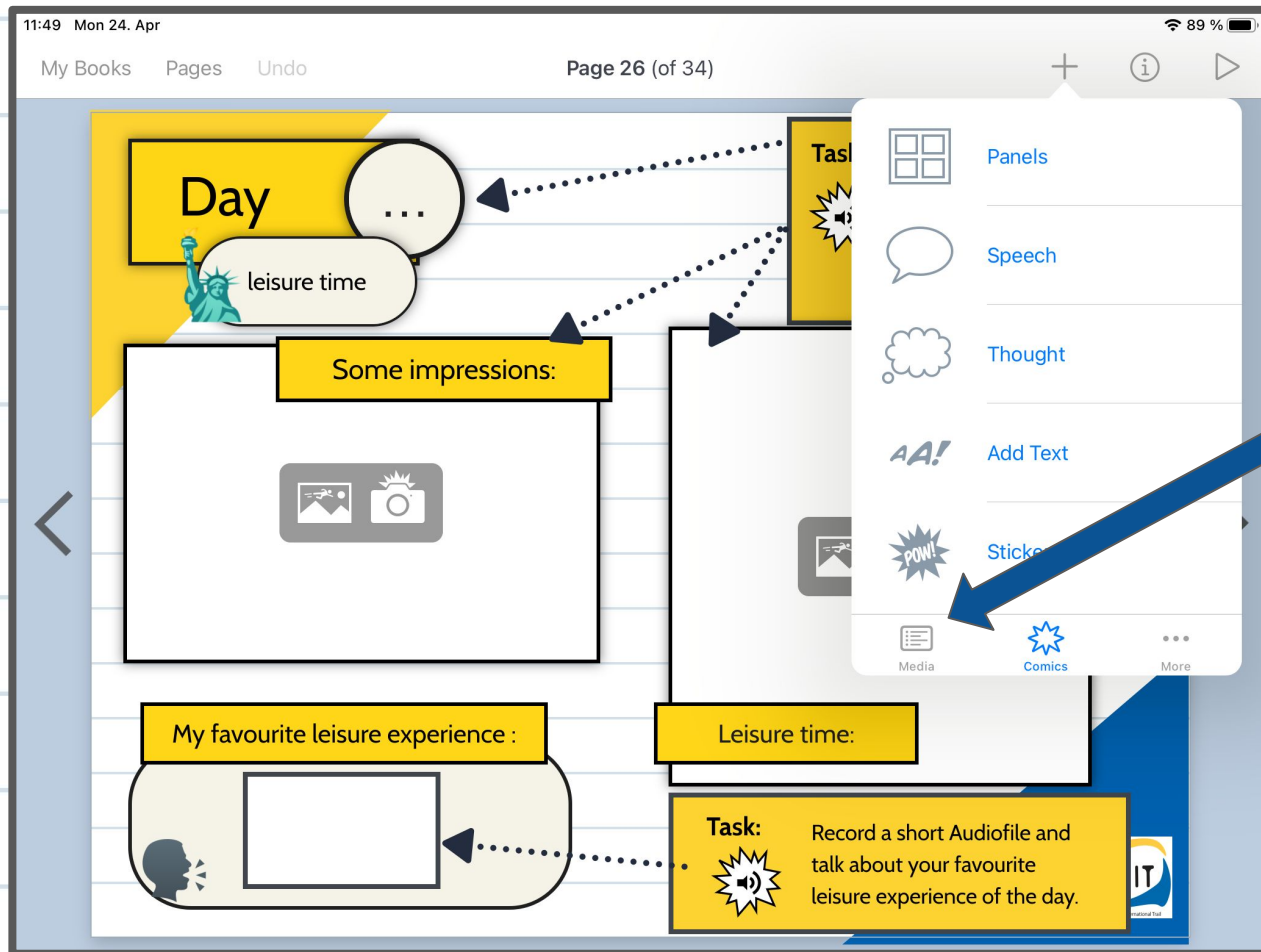 11:49 Mon 24. Apr
89 %
My Books Pages Undo
Page 26 (of 34)
Day
...
leisure time
Some impressions:
My favourite leisure experience :
Leisure time:
Task:
Record a short Audiofile and
talk about your favourite
leisure experience of the day.
IT
Panels
Speech
Thought
AA!
Add Text
POW!
Media
Comics
More